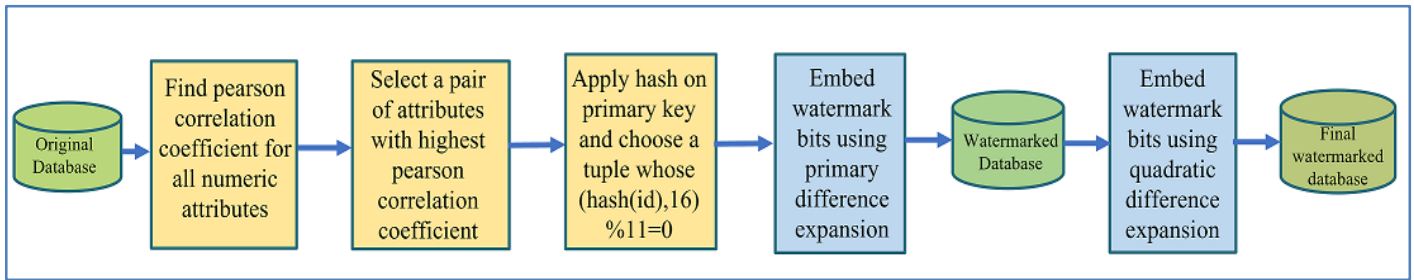 Original
Database
Find pearson
correlation
coefficient for
all numeric
attributes
Select a pair
of attributes
with highest
pearson
correlation
coefficient
Apply hash on
primary key
and choose a
tuple whose
(hash(id),16)
%11=0
Embed
watermark
bits using
primary
difference
expansion
Watermarked
Database
Embed
watermark
bits using
quadratic
difference
expansion
Final
watermarked
database